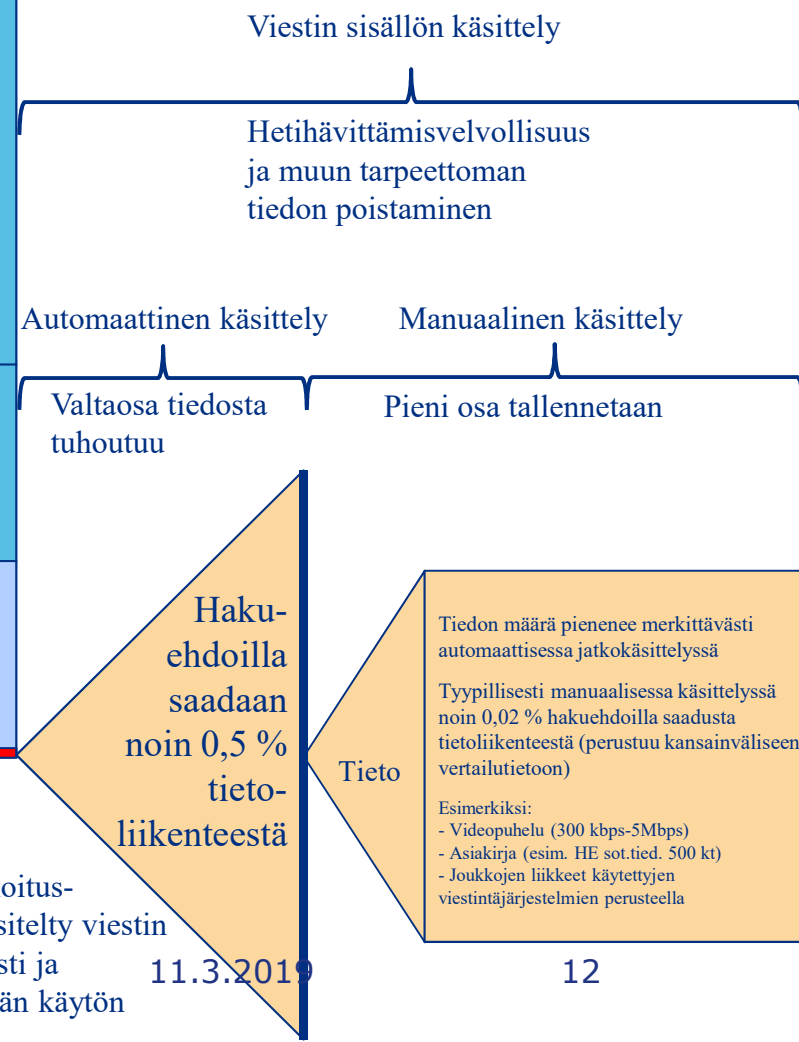 Viestin sisällön käsittely
Hetihävittämisvelvollisuus
ja muun tarpeettoman
tiedon poistaminen
Automaattinen käsittely
Manuaalinen käsittely
Valtaosa tiedosta
tuhoutuu
Pieni osa tallennetaan
Haku-
ehdoilla
saadaan
noin 0,5 %
tieto-
liikenteestä
Tieto
Tiedon määrä pienenee merkittävästi
automaattisessa jatkokäsittelyssä
Tyypillisesti manuaalisessa käsittelyssä
noin 0,02 % hakuehdoilla saadusta
tietoliikenteestä (perustuu kansainväliseen
vertailutietoon)
Esimerkiksi:
- Videopuhelu (300 kbps-5Mbps)
- Asiakirja (esim. HE sot.tied. 500 kt)
- Joukkojen liikkeet käytettyjen
viestintäjärjestelmien perusteella
oitus-
sitelty viestin
sti ja
än käytön
11.3.2019
12